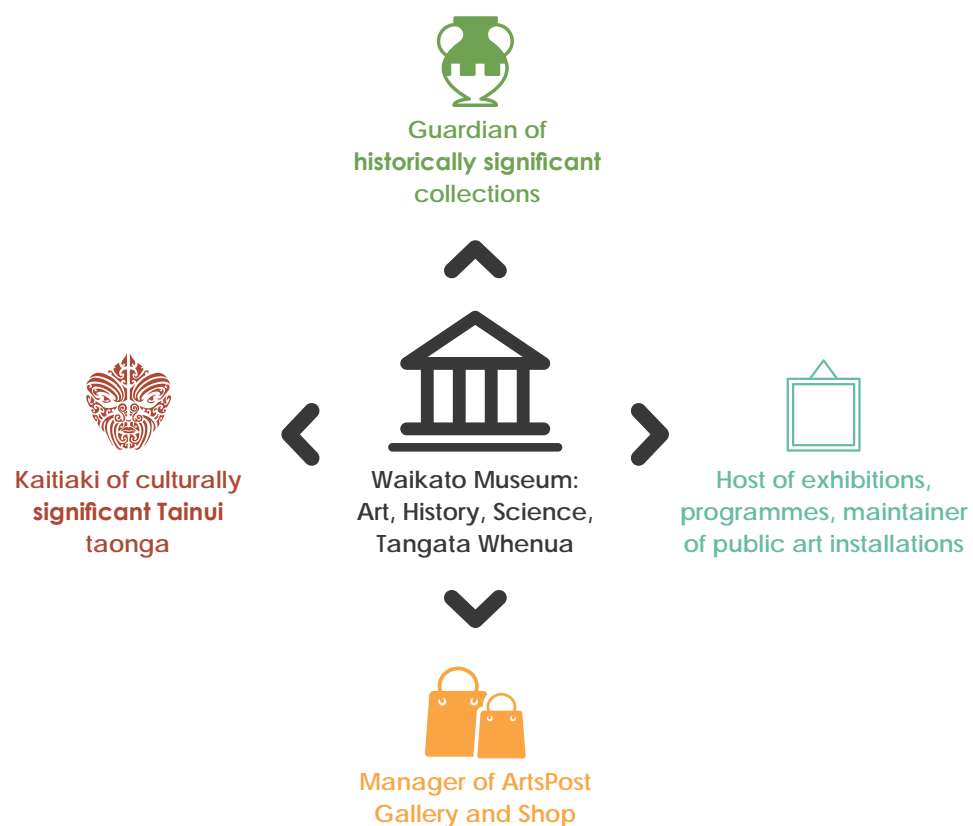 Guardian of
historically significant
collections
Kaitiaki of culturally
significant Tainui
taonga
Waikato Museum:
Art, History, Science,
Tangata Whenua
Host of exhibitions,
programmes, maintainer
of public art installations
Manager of ArtsPost
Gallery and Shop